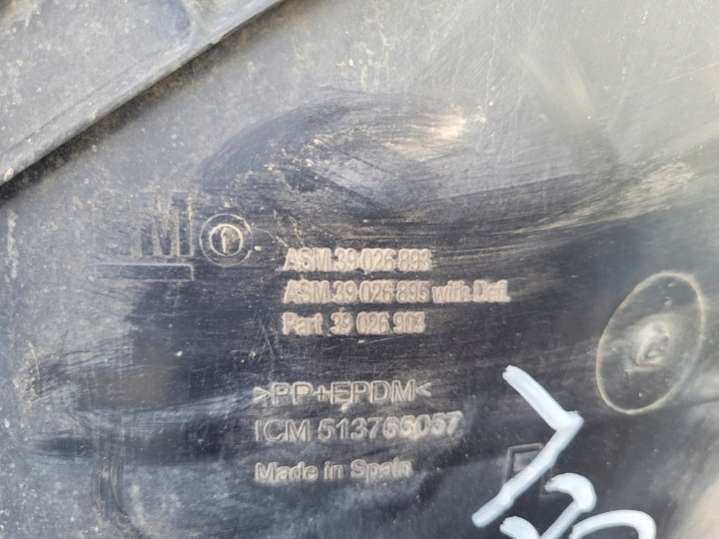 GM
ASM.39 026 893
ASM.39 026 895 with Ded.
Part 39 026 903
>PP+EPDM<
ICM 513765057
Made in Spain